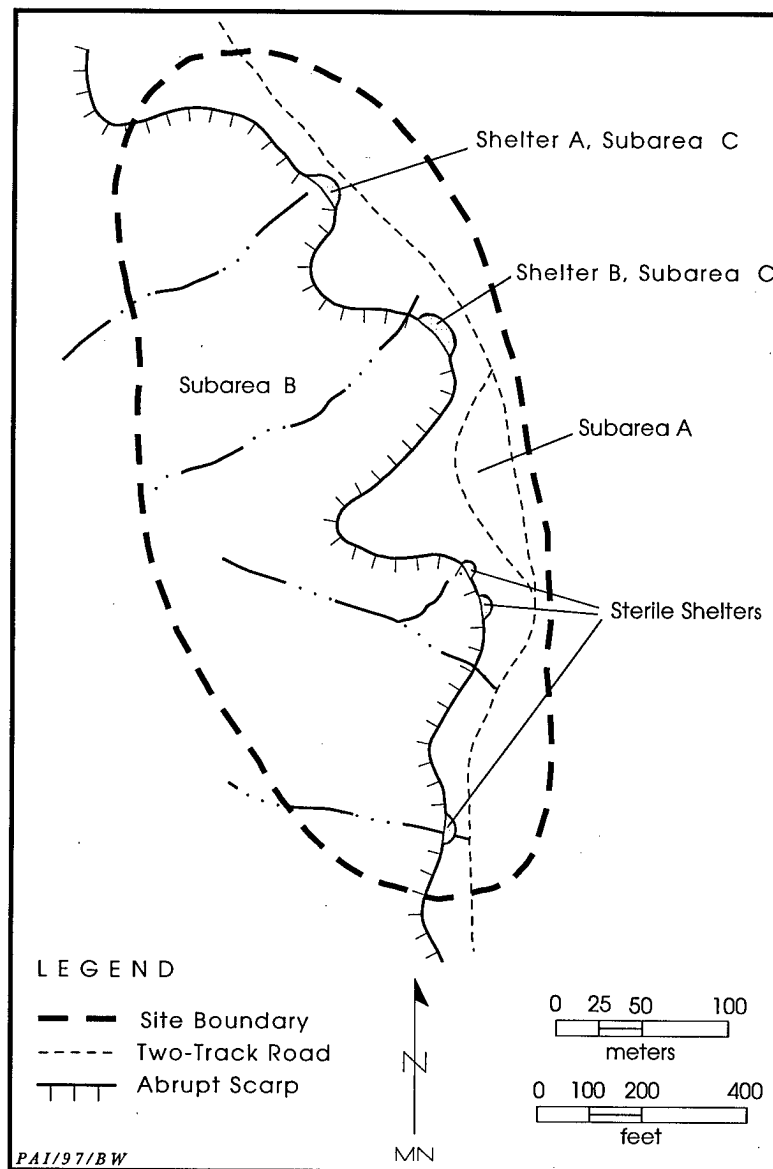 Shelter A, Subarea C
Shelter B, Subarea C
Subarea B
Subarea A
Sterile Shelters
LEGEND
Site Boundary
Two-Track Road
Abrupt Scarp
N
MN
0 25 50 100
meters
0 100 200 400
feet
PAI/97/BW